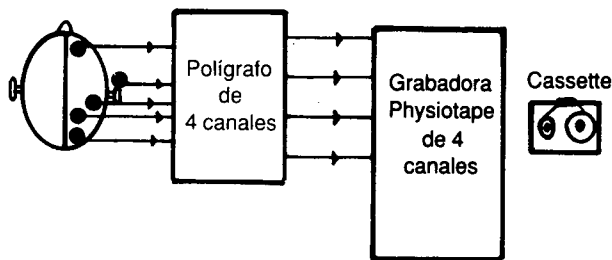 Polígrafo
de
4 canales
Grabadora
Physiotape
de 4
canales
Cassette